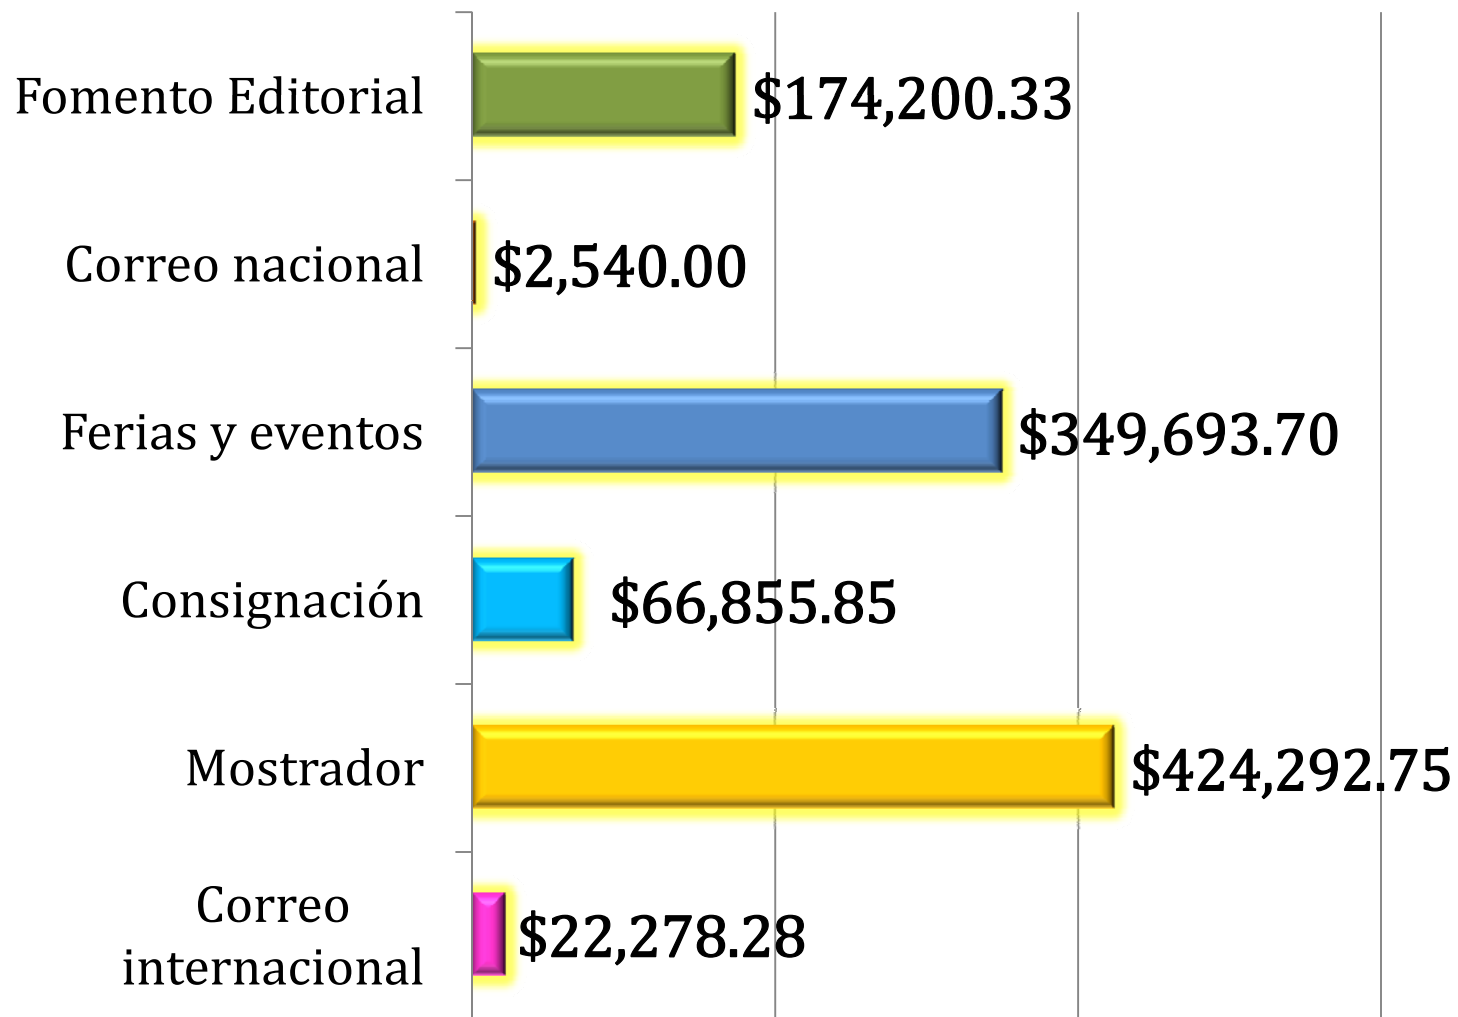 Fomento Editorial $174,200.33
Correo nacional $2,540.00
Ferias y eventos $349,693.70
Consignación $66,855.85
Mostrador $424,292.75
Correo
internacional $22,278.28